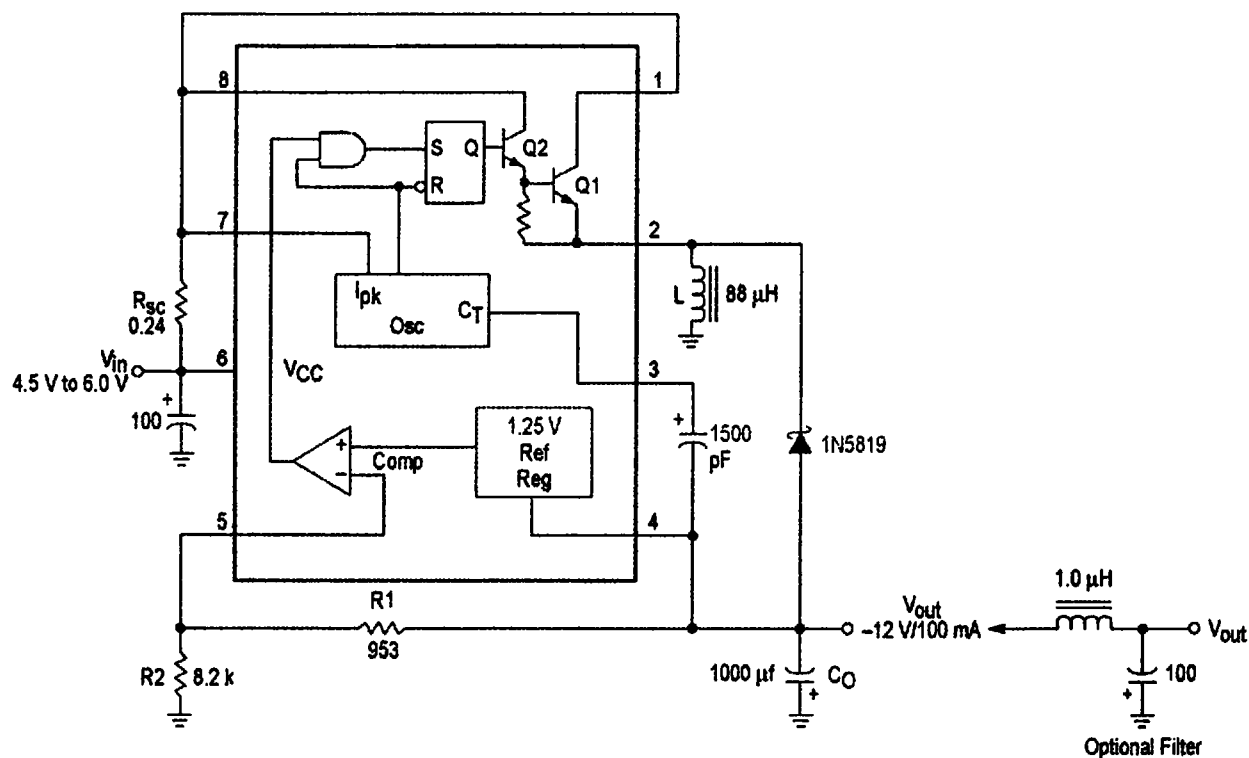 8
1
S
Q
R
Q2
Q1
7
2
Ipk
CT
Osc
L
88 µH
Rsc
0.24
Vin
4.5 V to 6.0 V
6
VCC
3
+
100
1.25 V
Ref
Reg
+
Comp
−
+
1500
pF
1N5819
5
4
R1
953
1.0 µH
Vout
–12 V/100 mA
Vout
R2
8.2 k
1000 µf
CO
+
100
+
Optional Filter